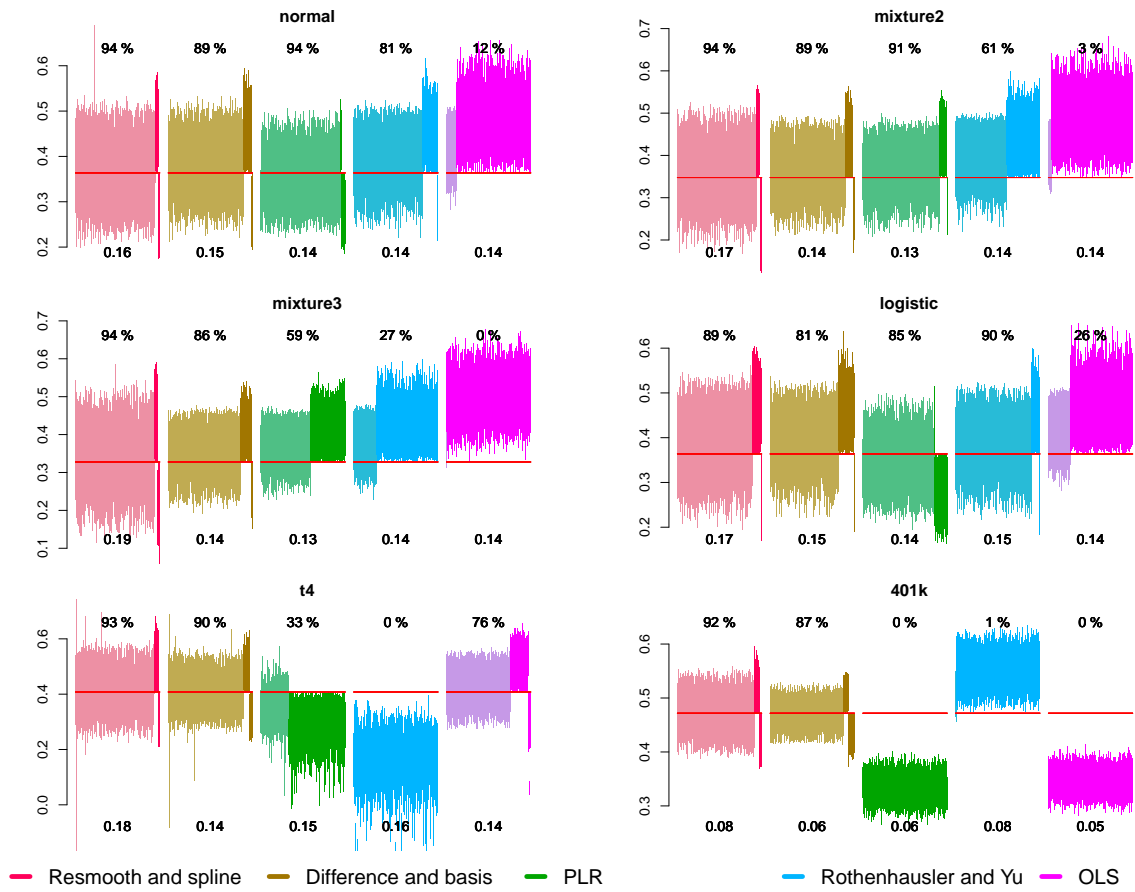 normal
94 % 89 % 94 % 81 % 12 %
0.6
0.5
0.4
0.3
0.2
0.16 0.15 0.14 0.14 0.14
mixture2
94 % 89 % 91 % 61 % 3 %
0.7
0.6
0.5
0.4
0.3
0.2
0.17 0.14 0.13 0.14 0.14
mixture3
94 % 86 % 59 % 27 % 0 %
0.7
0.6
0.5
0.4
0.3
0.2
0.1
0.19 0.14 0.13 0.14 0.14
logistic
89 % 81 % 85 % 90 % 26 %
0.6
0.5
0.4
0.3
0.2
0.17 0.15 0.14 0.15 0.14
t4
93 % 90 % 33 % 0 % 76 %
0.6
0.4
0.2
0.0
0.18 0.14 0.15 0.16 0.14
401k
92 % 87 % 0 % 1 % 0 %
0.6
0.5
0.4
0.3
0.08 0.06 0.06 0.08 0.05
Resmooth and spline Difference and basis PLR Rothenhausler and Yu OLS